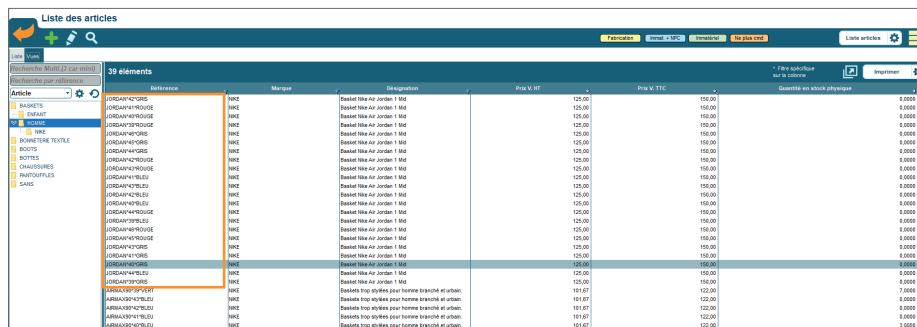 Liste des articles
Fabrication Immat. + NPC Immatériel Ne plus cmd Liste articles
Liste Vues
Recherche Multi.(3 car mini)
Recherche par référence
39 éléments
* Filtre spécifique
sur la colonne
Imprimer
Article
BASKETS
ENFANT
HOMME
NIKE
BONNETERIE TEXTILE
BOOTS
BOTTES
CHAUSSURES
PANTOUFFLES
SANS
Référence Marque Désignation Prix V. HT Prix V. TTC Quantité en stock physique
JORDAN*42*GRIS NIKE Basket Nike Air Jordan 1 Mid 125,00 150,00 0,0000
JORDAN*41*ROUGE NIKE Basket Nike Air Jordan 1 Mid 125,00 150,00 0,0000
JORDAN*40*ROUGE NIKE Basket Nike Air Jordan 1 Mid 125,00 150,00 0,0000
JORDAN*39*ROUGE NIKE Basket Nike Air Jordan 1 Mid 125,00 150,00 0,0000
JORDAN*46*GRIS NIKE Basket Nike Air Jordan 1 Mid 125,00 150,00 0,0000
JORDAN*45*GRIS NIKE Basket Nike Air Jordan 1 Mid 125,00 150,00 0,0000
JORDAN*44*GRIS NIKE Basket Nike Air Jordan 1 Mid 125,00 150,00 0,0000
JORDAN*42*ROUGE NIKE Basket Nike Air Jordan 1 Mid 125,00 150,00 0,0000
JORDAN*43*ROUGE NIKE Basket Nike Air Jordan 1 Mid 125,00 150,00 0,0000
JORDAN*41*BLEU NIKE Basket Nike Air Jordan 1 Mid 125,00 150,00 0,0000
JORDAN*43*BLEU NIKE Basket Nike Air Jordan 1 Mid 125,00 150,00 0,0000
JORDAN*42*BLEU NIKE Basket Nike Air Jordan 1 Mid 125,00 150,00 0,0000
JORDAN*40*BLEU NIKE Basket Nike Air Jordan 1 Mid 125,00 150,00 0,0000
JORDAN*44*ROUGE NIKE Basket Nike Air Jordan 1 Mid 125,00 150,00 0,0000
JORDAN*39*BLEU NIKE Basket Nike Air Jordan 1 Mid 125,00 150,00 0,0000
JORDAN*46*ROUGE NIKE Basket Nike Air Jordan 1 Mid 125,00 150,00 0,0000
JORDAN*45*ROUGE NIKE Basket Nike Air Jordan 1 Mid 125,00 150,00 0,0000
JORDAN*43*GRIS NIKE Basket Nike Air Jordan 1 Mid 125,00 150,00 0,0000
JORDAN*41*GRIS NIKE Basket Nike Air Jordan 1 Mid 125,00 150,00 0,0000
JORDAN*40*GRIS NIKE Basket Nike Air Jordan 1 Mid 125,00 150,00 0,0000
JORDAN*44*BLEU NIKE Basket Nike Air Jordan 1 Mid 125,00 150,00 0,0000
JORDAN*39*GRIS NIKE Basket Nike Air Jordan 1 Mid 125,00 150,00 0,0000
AIRMAX90*39*VERT NIKE Baskets trop stylées pour homme branché et urbain. 101,67 122,00 7,0000
AIRMAX90*43*BLEU NIKE Baskets trop stylées pour homme branché et urbain. 101,67 122,00 0,0000
AIRMAX90*42*BLEU NIKE Baskets trop stylées pour homme branché et urbain. 101,67 122,00 0,0000
AIRMAX90*41*BLEU NIKE Baskets trop stylées pour homme branché et urbain. 101,67 122,00 0,0000
AIRMAX90*40*BLEU NIKE Baskets trop stylées pour homme branché et urbain. 101,67 122,00 3,0000